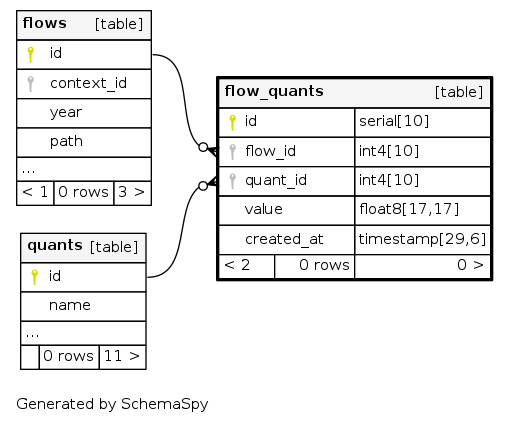 flows [table]
id
context_id
year
path
...
< 1 0 rows 3 >
flow_quants [table]
id serial[10]
flow_id int4[10]
quant_id int4[10]
value float8[17,17]
created_at timestamp[29,6]
< 2 0 rows 0 >
quants [table]
id
name
...
0 rows 11 >
Generated by SchemaSpy